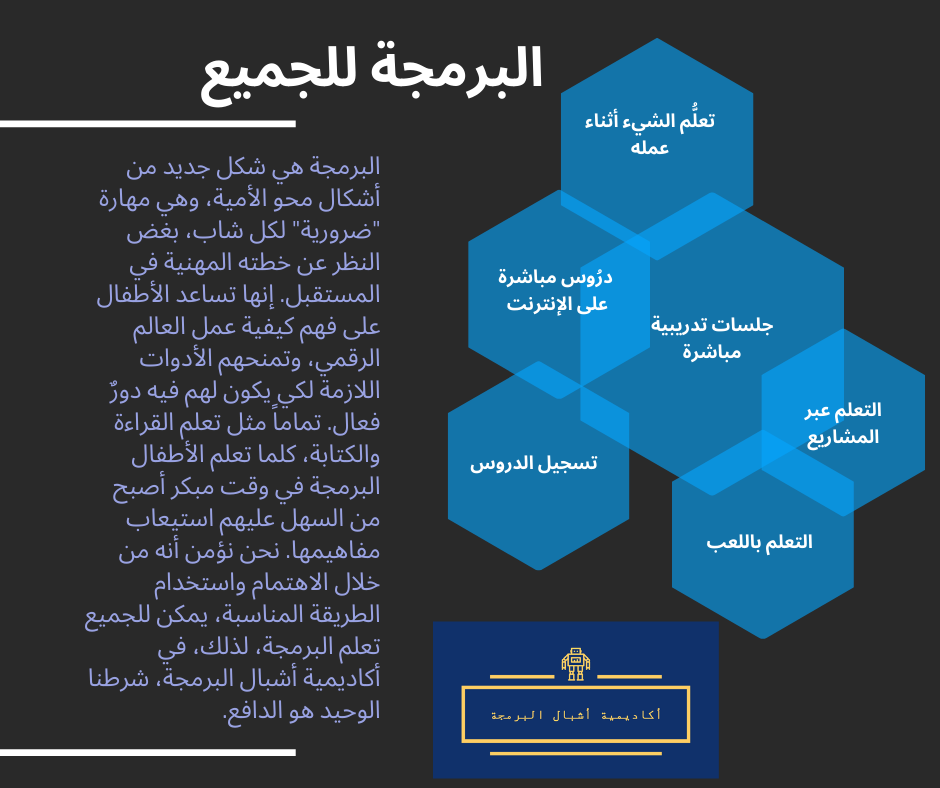 البرمجة للجميع
البرمجة هي شكل جديد من
أشكال محو الأمية، وهي مهارة
"ضرورية" لكل شاب، بغض
النظر عن خطته المهنية في
المستقبل. إنها تساعد الأطفال
على فهم كيفية عمل العالم
الرقمي، وتمنحهم الأدوات
اللازمة لكي يكون لهم فيه دورٌ
فعال. تماماً مثل تعلم القراءة
والكتابة، كلما تعلم الأطفال
البرمجة في وقت مبكر أصبح
من السهل عليهم استيعاب
مفاهيمها. نحن نؤمن أنه من
خلال الاهتمام واستخدام
الطريقة المناسبة، يمكن للجميع
تعلم البرمجة، لذلك، في
أكاديمية أشبال البرمجة، شرطنا
الوحيد هو الدافع.
تعلُّم الشيء أثناء
عمله
درُوس مباشرة
على الإنترنت
جلسات تدريبية
مباشرة
التعلم عبر
المشاريع
تسجيل الدروس
التعلم باللعب
أكاديمية أشبال البرمجة